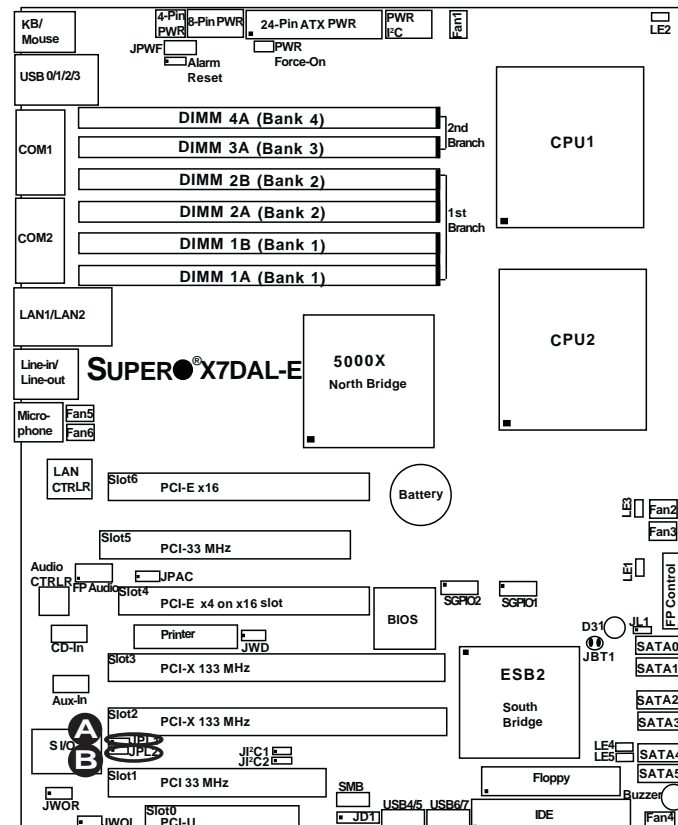 KB/
Mouse
4-Pin
PWR
8-Pin PWR
24-Pin ATX PWR
PWR
I²C
Fan1
LE2
JPWF
Alarm
Reset
PWR
Force-On
USB 0/1/2/3
DIMM 4A (Bank 4)
DIMM 3A (Bank 3)
2nd
Branch
DIMM 2B (Bank 2)
DIMM 2A (Bank 2)
DIMM 1B (Bank 1)
DIMM 1A (Bank 1)
1st
Branch
COM1
COM2
CPU1
LAN1/LAN2
CPU2
Line-in/
Line-out
SUPER®X7DAL-E
5000X
North Bridge
Micro-
phone
Fan5
Fan6
LAN
CTRLR
Slot6
PCI-E x16
Battery
LE3
Fan2
Fan3
Slot5
PCI-33 MHz
Audio
CTRLR
FP Audio
JPAC
LE1
FP Control
Slot4
PCI-E x4 on x16 slot
BIOS
SGPIO2
SGPIO1
CD-In
Printer
JWD
D31
JL1
JBT1
SATA0
SATA1
Slot3
PCI-X 133 MHz
ESB2
South
Bridge
Aux-In
SATA2
SATA3
Slot2
PCI-X 133 MHz
A
JPL1
S I/O
B
JPL2
JI²C1
JI²C2
LE4
LE5
SATA4
SATA5
Slot1
PCI 33 MHz
Floppy
SMB
Buzzer
JWOR
USB4/5
USB6/7
JWOL
Slot0
PCI-U
JD1
IDE
Fan4